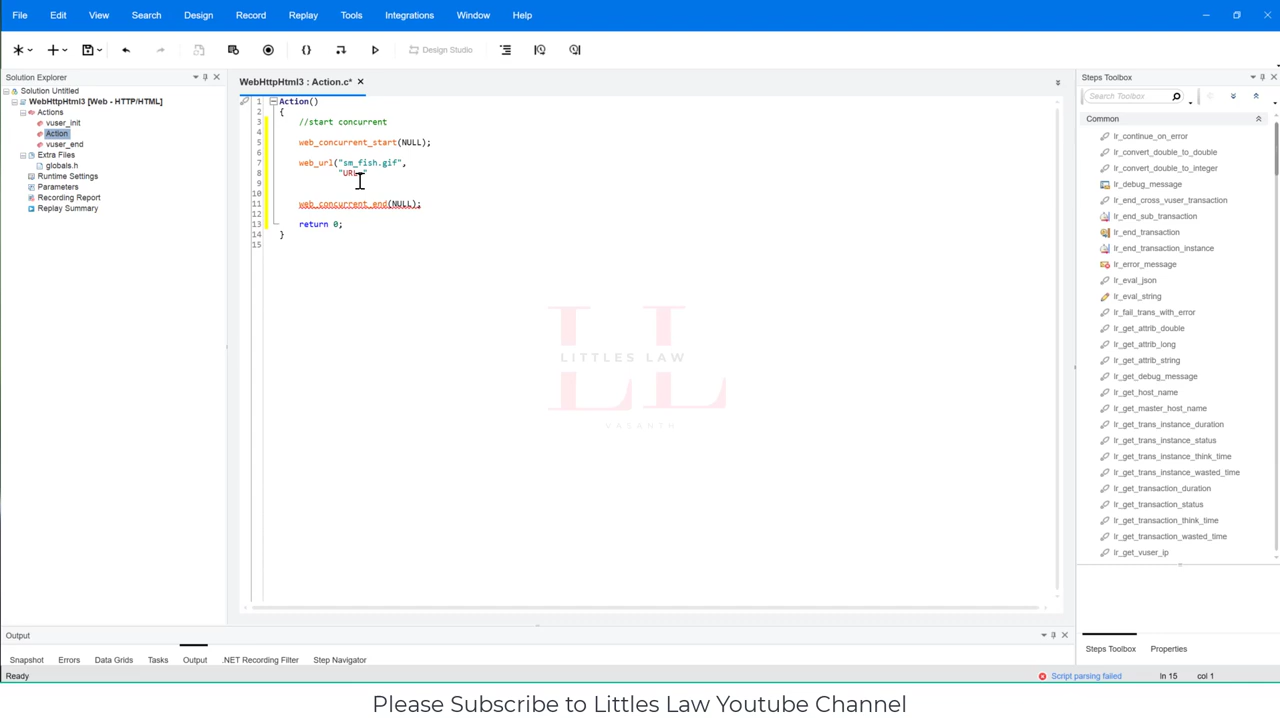 File Edit View Search Design Record Replay Tools Integrations Window Help
Design Studio
Solution Explorer
Solution Untitled
WebHttpHtml3 [Web - HTTP/HTML]
Actions
vuser_init
Action
vuser_end
Extra Files
globals.h
Runtime Settings
Parameters
Recording Report
Replay Summary
WebHttpHtml3 : Action.c*
1 Action()
2 {
3 //start concurrent
4
5 web_concurrent_start(NULL);
6
7 web_url("sm_fish.gif",
8 "URL="
9
10
11 web_concurrent_end(NULL);
12
13 return 0;
14 }
15
LITTLES LAW
VASANTH
Steps Toolbox
Search Toolbox
Common
lr_continue_on_error
lr_convert_double_to_double
lr_convert_double_to_integer
lr_debug_message
lr_end_cross_vuser_transaction
lr_end_sub_transaction
lr_end_transaction
lr_end_transaction_instance
lr_error_message
lr_eval_json
lr_eval_string
lr_fail_trans_with_error
lr_get_attrib_double
lr_get_attrib_long
lr_get_attrib_string
lr_get_debug_message
lr_get_host_name
lr_get_master_host_name
lr_get_trans_instance_duration
lr_get_trans_instance_status
lr_get_trans_instance_think_time
lr_get_trans_instance_wasted_time
lr_get_transaction_duration
lr_get_transaction_status
lr_get_transaction_think_time
lr_get_transaction_wasted_time
lr_get_vuser_ip
Steps Toolbox Properties
Output
Snapshot Errors Data Grids Tasks Output .NET Recording Filter Step Navigator
Ready Script parsing failed ln 15 col 1
Please Subscribe to Littles Law Youtube Channel